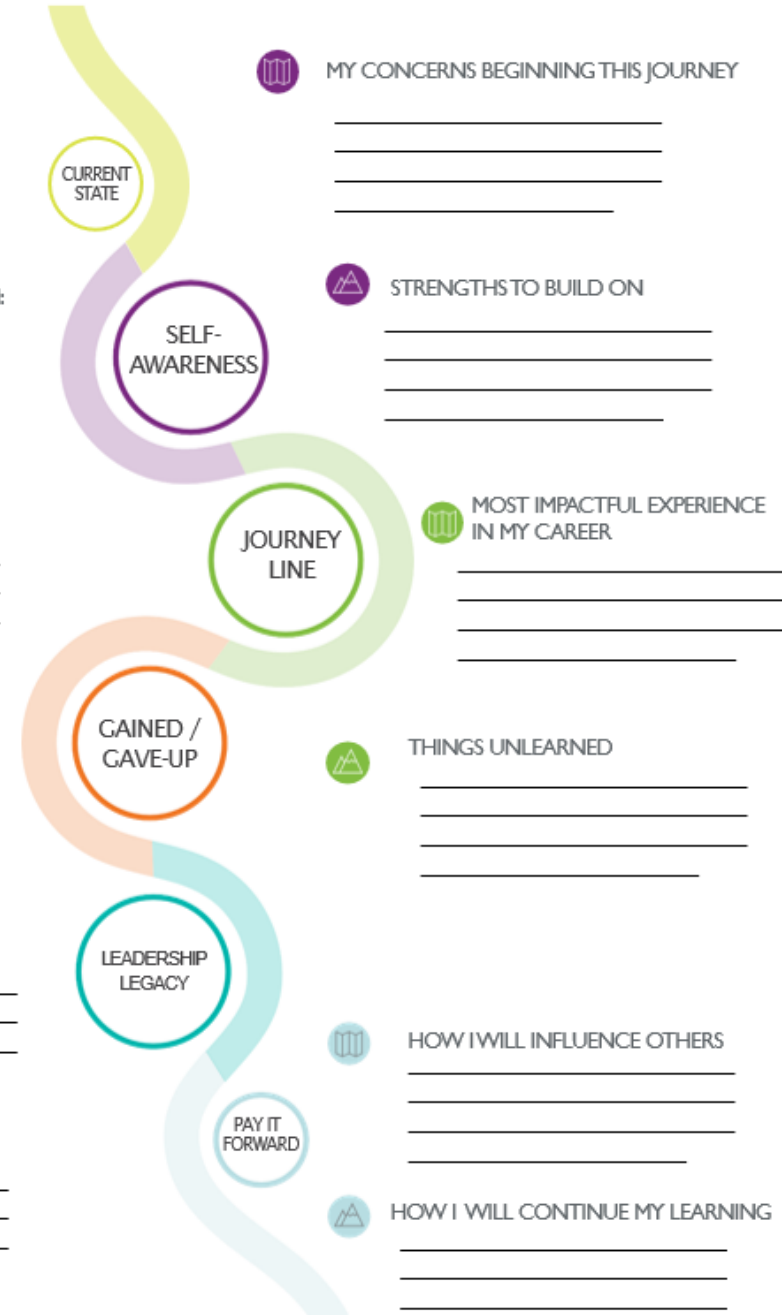 MY CONCERNS BEGINNING THIS JOURNEY
CURRENT
STATE
STRENGTHS TO BUILD ON
SELF-
AWARENESS
MOST IMPACTFUL EXPERIENCE
IN MY CAREER
JOURNEY
LINE
GAINED /
GAVE-UP
THINGS UNLEARNED
LEADERSHIP
LEGACY
HOW I WILL INFLUENCE OTHERS
PAY IT
FORWARD
HOW I WILL CONTINUE MY LEARNING